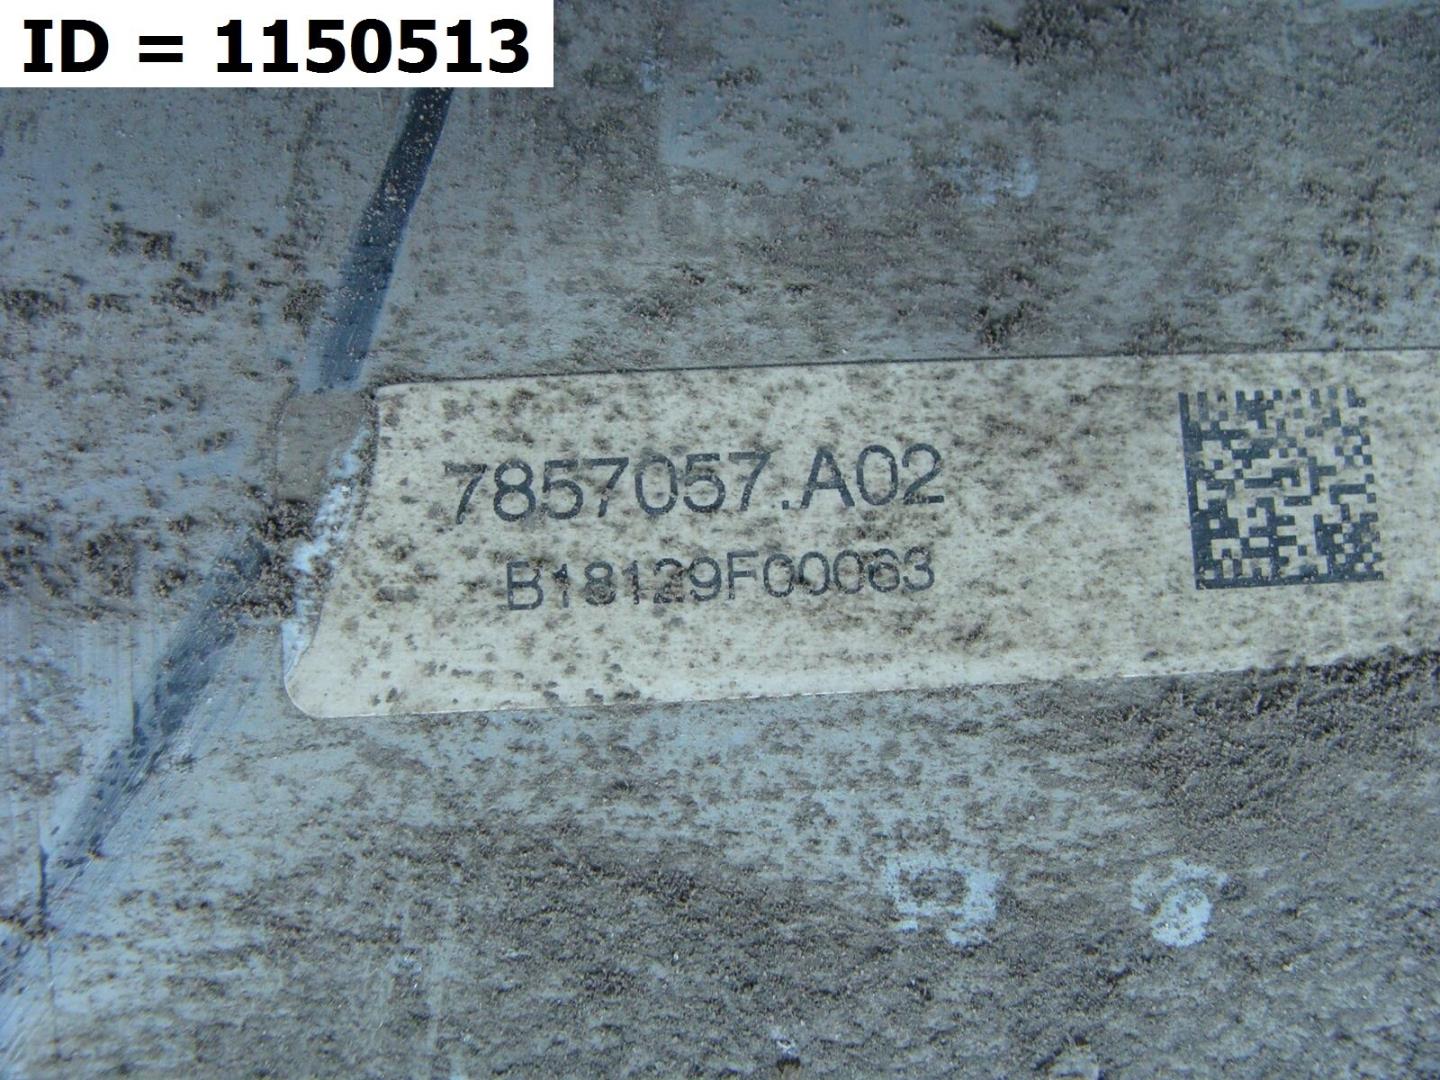 ID = 1150513
7857057.A02
B18129F00063